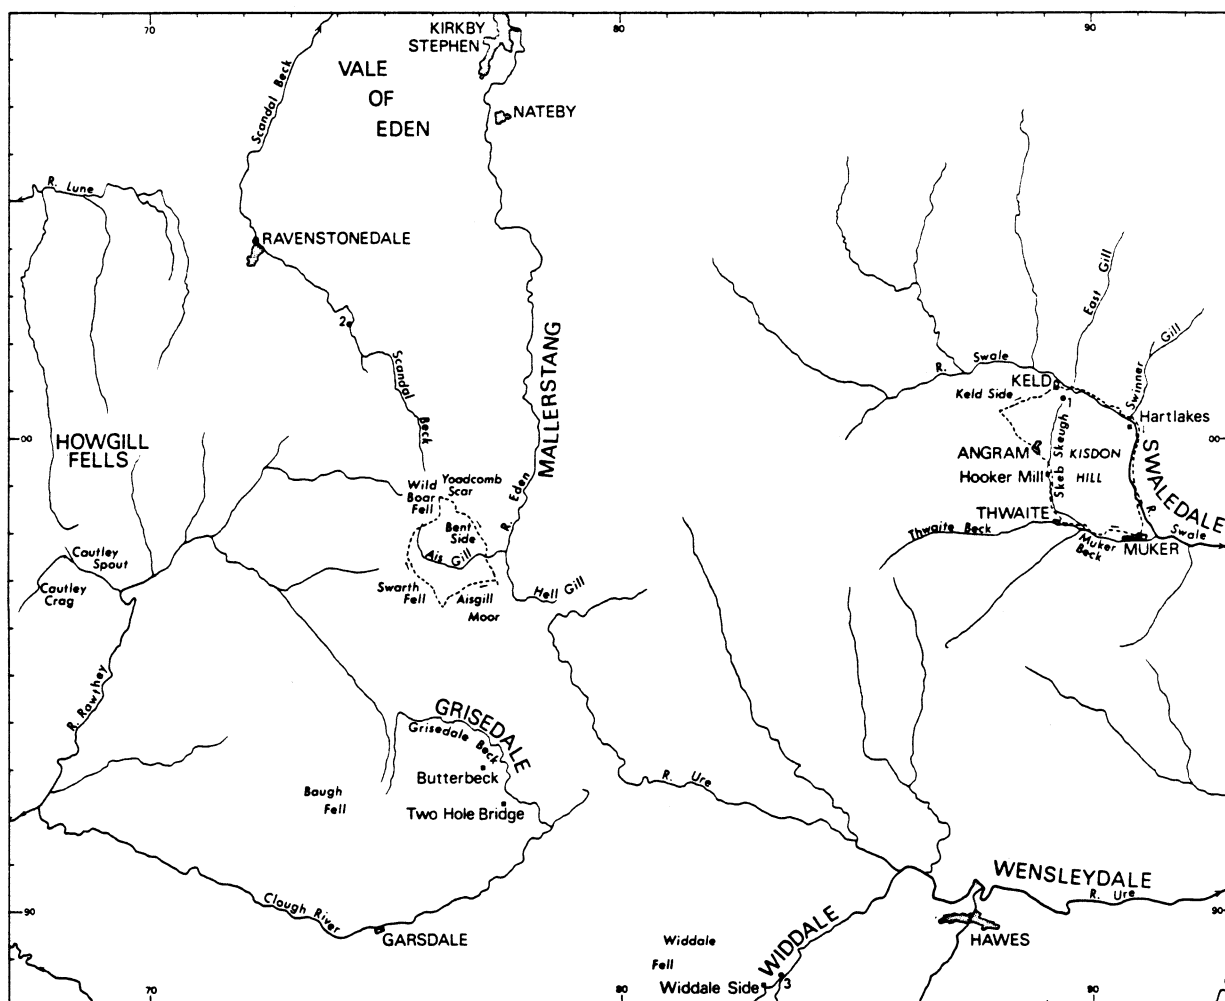 70
80
90
KIRKBY
STEPHEN
Scandal Beck
VALE
OF
EDEN
NATEBY
R. Lune
RAVENSTONEDALE
2
Scandal
Beck
MALLERSTANG
East Gill
Swinner Gill
R. Swale
KELD
Keld Side
1
Hartlakes
00
00
HOWGILL
FELLS
ANGRAM
KISDON
HILL
Hooker Mill
Skeb Skeugh
SWALEDALE
Wild
Boar
Fell
Yoadcomb
Scar
R. Eden
Bent
Side
Ais Gill
THWAITE
Thwaite Beck
Muker
Beck
MUKER
R. Swale
Cautley
Spout
Cautley
Crag
Swarth
Fell
Aisgill
Moor
Hell Gill
R. Rawthey
GRISEDALE
Grisedale Beck
Butterbeck
Two Hole Bridge
Baugh
Fell
R. Ure
WENSLEYDALE
R. Ure
Clough River
90
90
GARSDALE
Widdale
Fell
WIDDALE
HAWES
Widdale Side
3
70
80
90